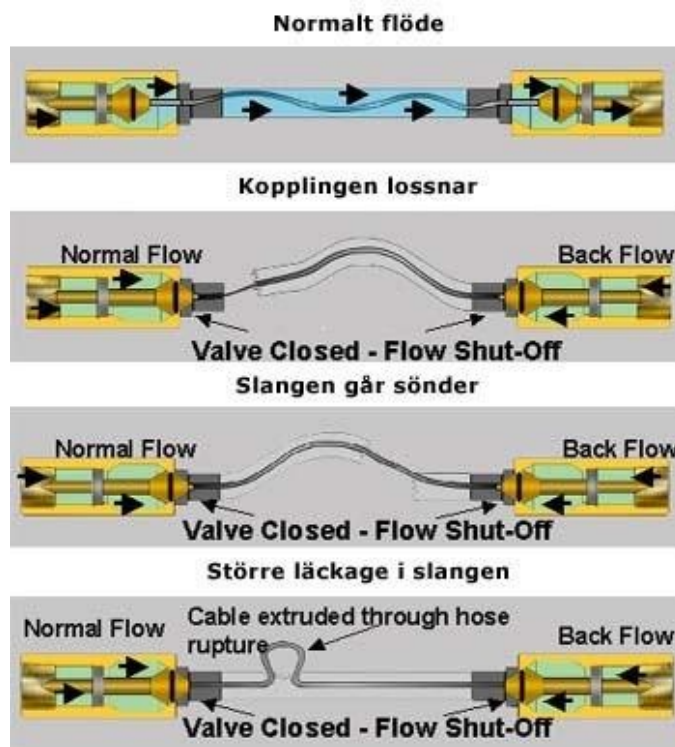 Normalt flöde
Kopplingen lossnar
Normal Flow
Back Flow
Valve Closed - Flow Shut-Off
Slangen går sönder
Normal Flow
Back Flow
Valve Closed - Flow Shut-Off
Större läckage i slangen
Cable extruded through hose
rupture
Normal Flow
Back Flow
Valve Closed - Flow Shut-Off